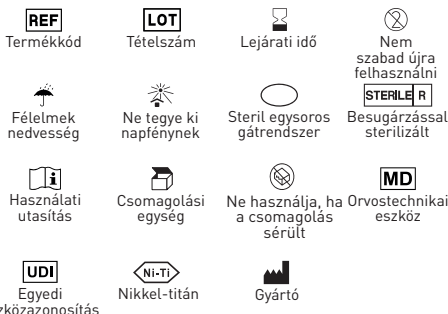 REF
Termékkód
LOT
Tételszám
Lejárati idő
2
Nem
szabad újra
felhasználni
Félelmek
nedvesség
Ne tegye ki
napfénynek
Steril egysoros
gátrendszer
STERILE R
Besugárzással
sterilizált
i
Használati
utasítás
Csomagolási
egység
Ne használja, ha
a csomagolás
sérült
MD
Orvostechnikai
eszköz
UDI
Egyedi
zközazonosítás
Ni-Ti
Nikkel-titán
Gyártó